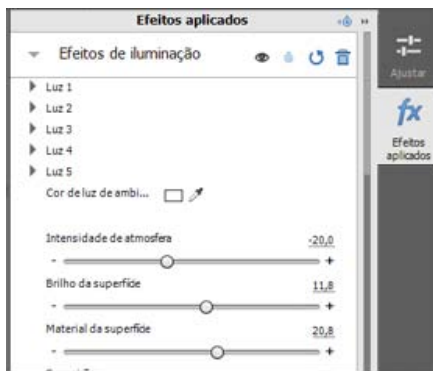 Efeitos aplicados
Efeitos de iluminação
Ajustar
fx
Efeitos
aplicados
Luz 1
Luz 2
Luz 3
Luz 4
Luz 5
Cor de luz de ambi...
Intensidade de atmosfera -20,0
- +
Brilho da superfície 11,8
- +
Material da superfície 20,8
- +